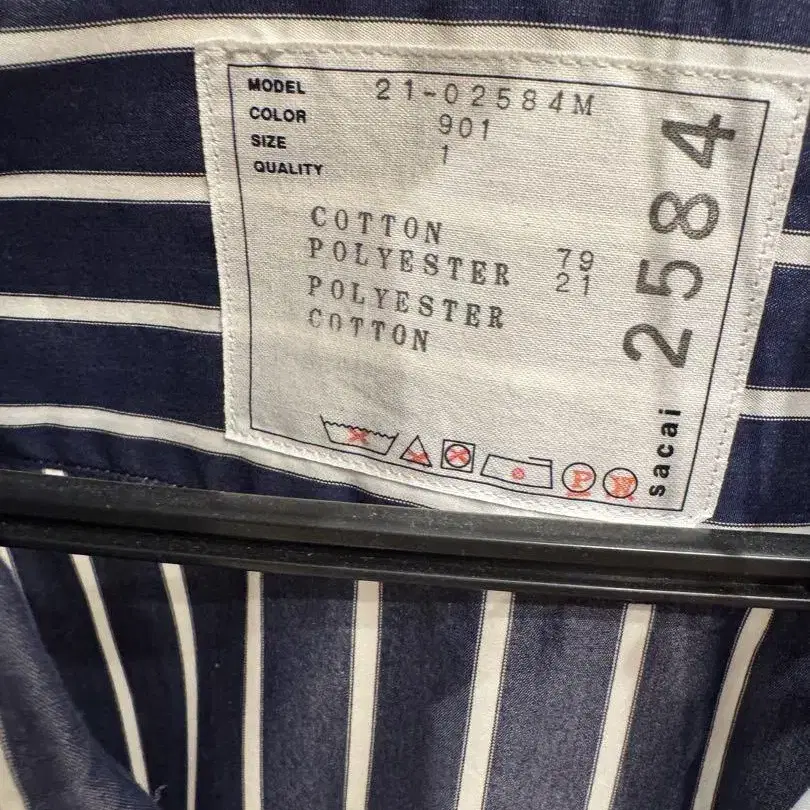 MODEL 21-02584M
COLOR 901
SIZE 1
QUALITY
COTTON
POLYESTER 79
POLYESTER 21
COTTON
P
W
sacai 2584